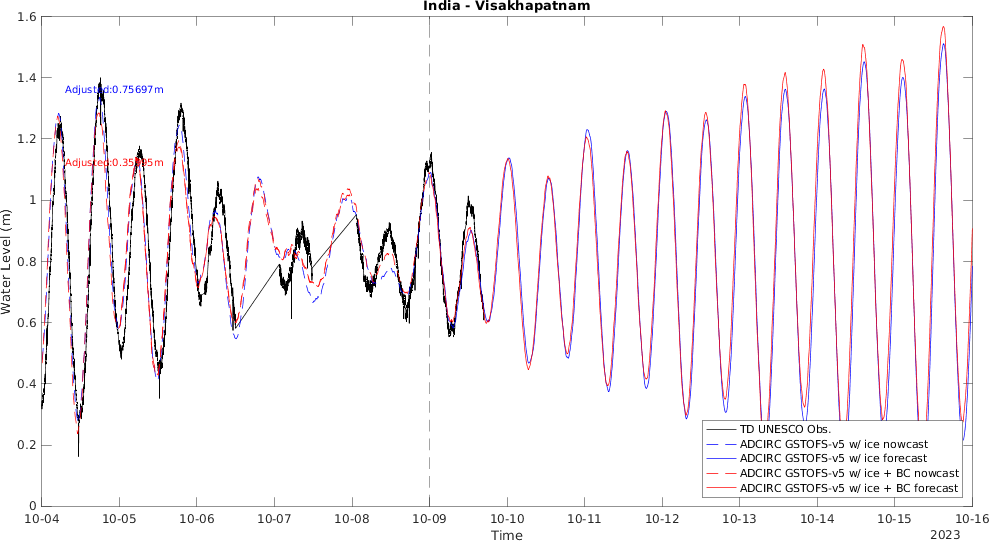 India - Visakhapatnam
1.6
1.4
1.2
1
0.8
0.6
0.4
0.2
0
Water Level (m)
Adjusted:0.75697m
10-04
10-05
10-06
10-07
10-08
10-09
10-10
10-11
10-12
10-13
10-14
10-15
10-16
Time
2023
TD UNESCO Obs.
ADCIRC GSTOFS-v5 w/ ice nowcast
ADCIRC GSTOFS-v5 w/ ice forecast
ADCIRC GSTOFS-v5 w/ ice + BC nowcast
ADCIRC GSTOFS-v5 w/ ice + BC forecast